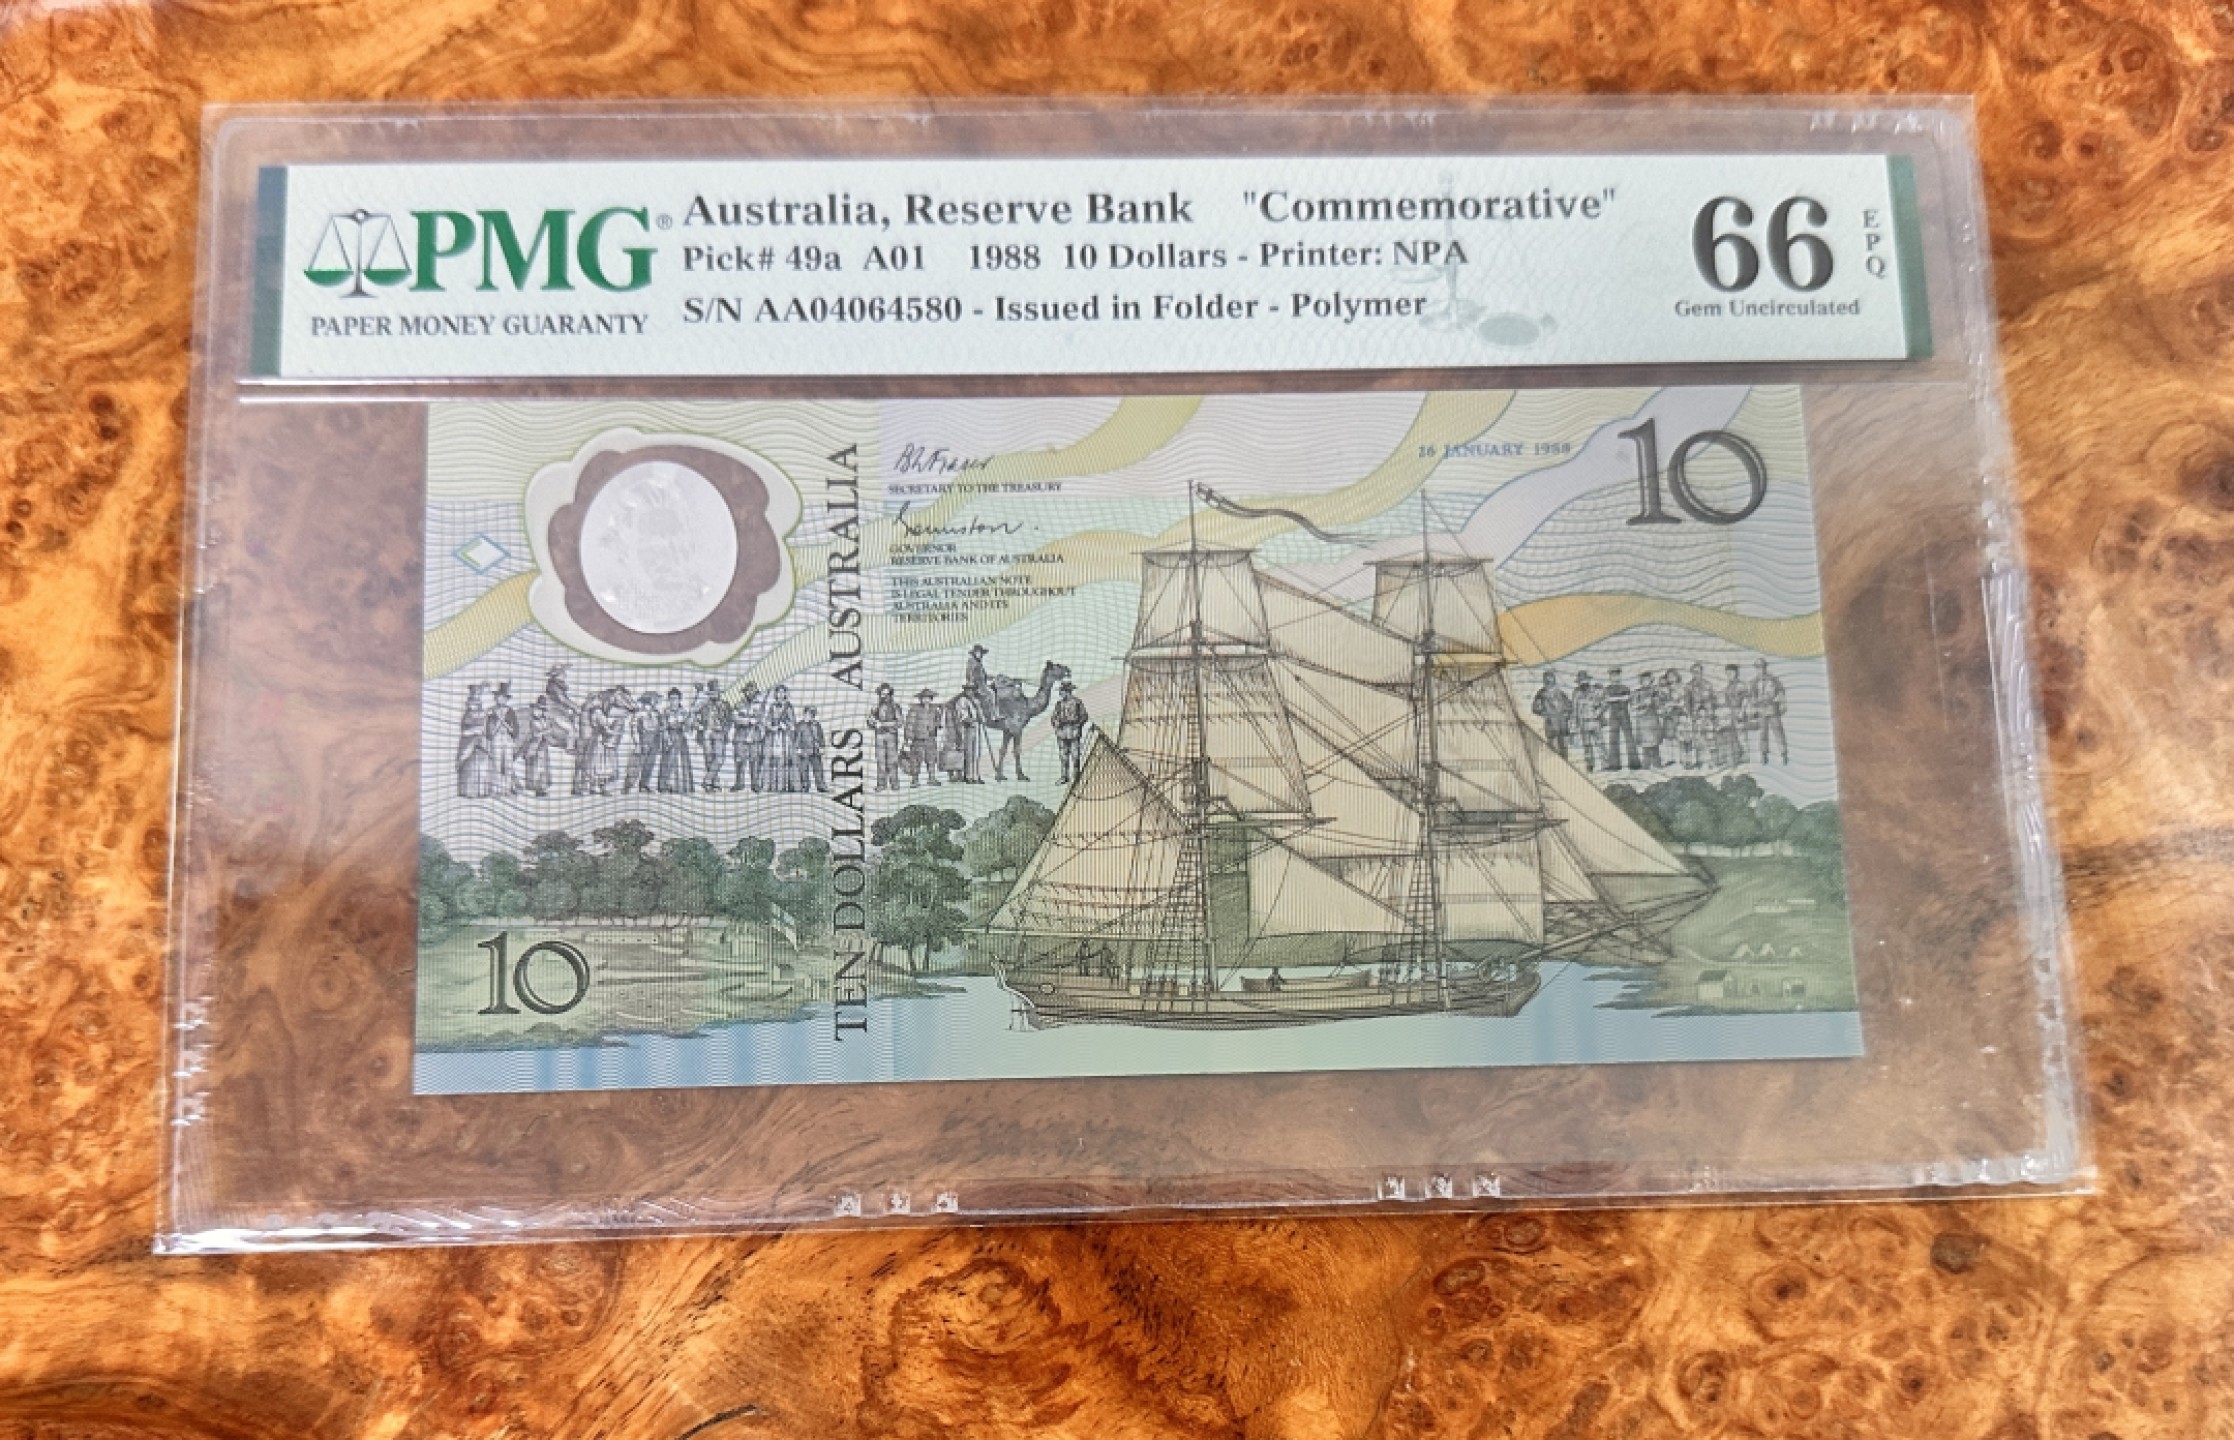 PMG®
PAPER MONEY GUARANTY
Australia, Reserve Bank "Commemorative"
Pick# 49a A01 1988 10 Dollars - Printer: NPA
S/N AA04064580 - Issued in Folder - Polymer
66
EPQ
Gem Uncirculated
SECRETARY TO THE TREASURY
GOVERNOR
RESERVE BANK OF AUSTRALIA
THIS AUSTRALIAN NOTE
IS LEGAL TENDER THROUGHOUT
AUSTRALIA AND ITS
TERRITORIES
26 JANUARY 1988
10
TEN DOLLARS AUSTRALIA
10